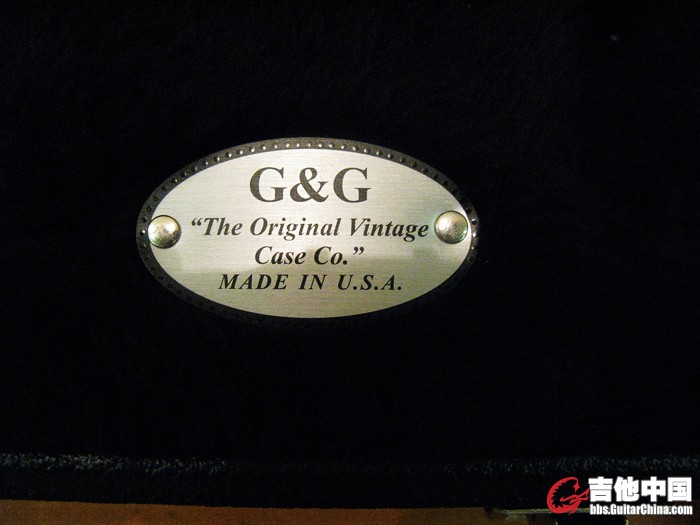 G&G
“The Original Vintage
Case Co.”
MADE IN U.S.A.
吉他中国
bbs.GuitarChina.com